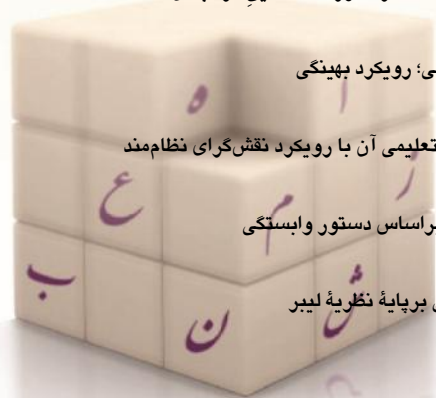 ی؛ رویکرد بهینگی
ه ا
تعلیمی آن با رویکرد نقش‌گرای نظام‌مند
ع م ز
براساس دستور وابستگی
ب ن ش
بر پایهٔ نظریهٔ لیبر